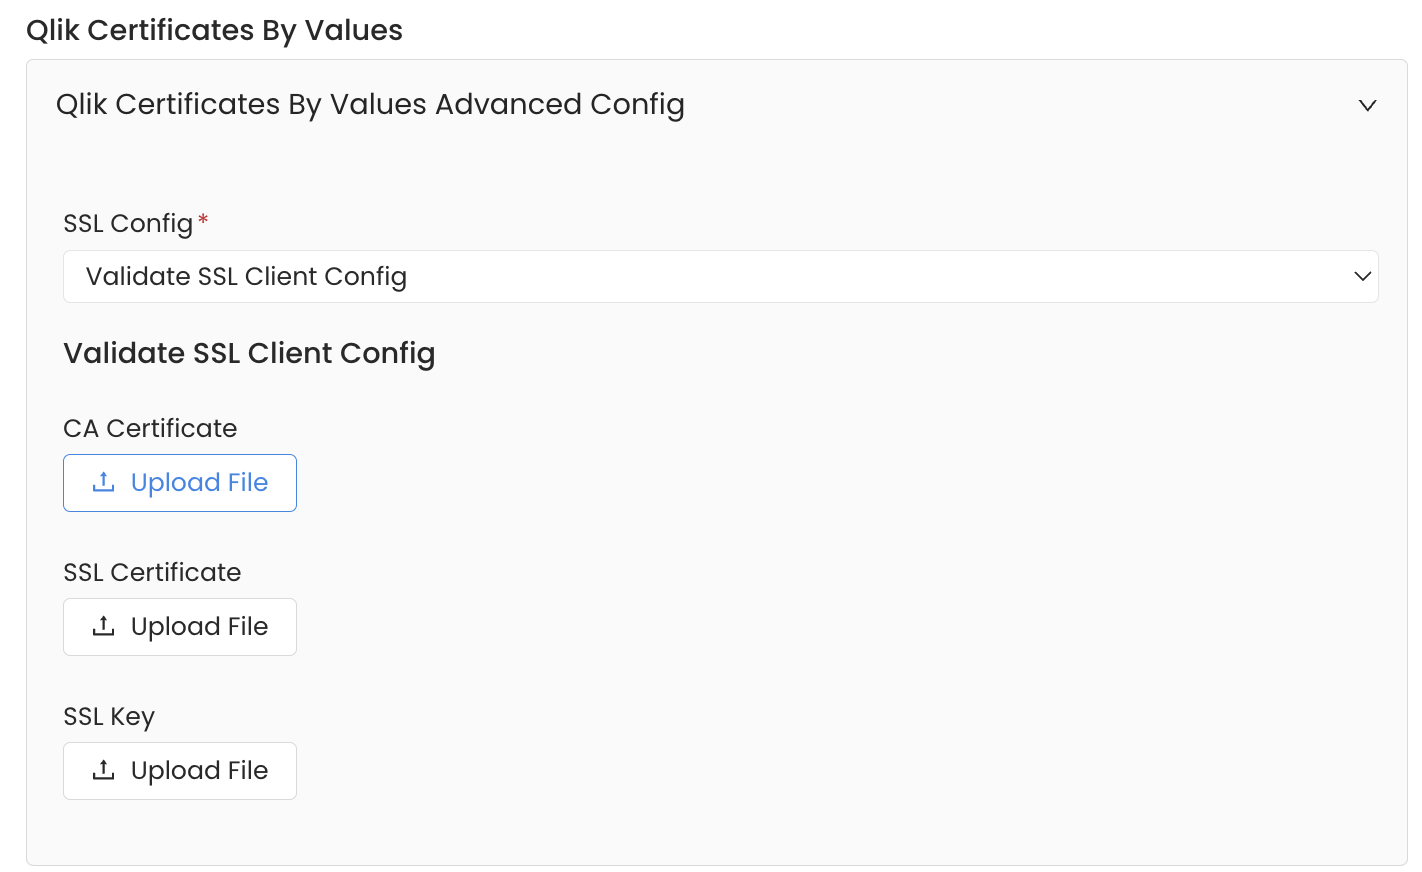 Qlik Certificates By Values
Qlik Certificates By Values Advanced Config
SSL Config*
Validate SSL Client Config
Validate SSL Client Config
CA Certificate
Upload File
SSL Certificate
Upload File
SSL Key
Upload File